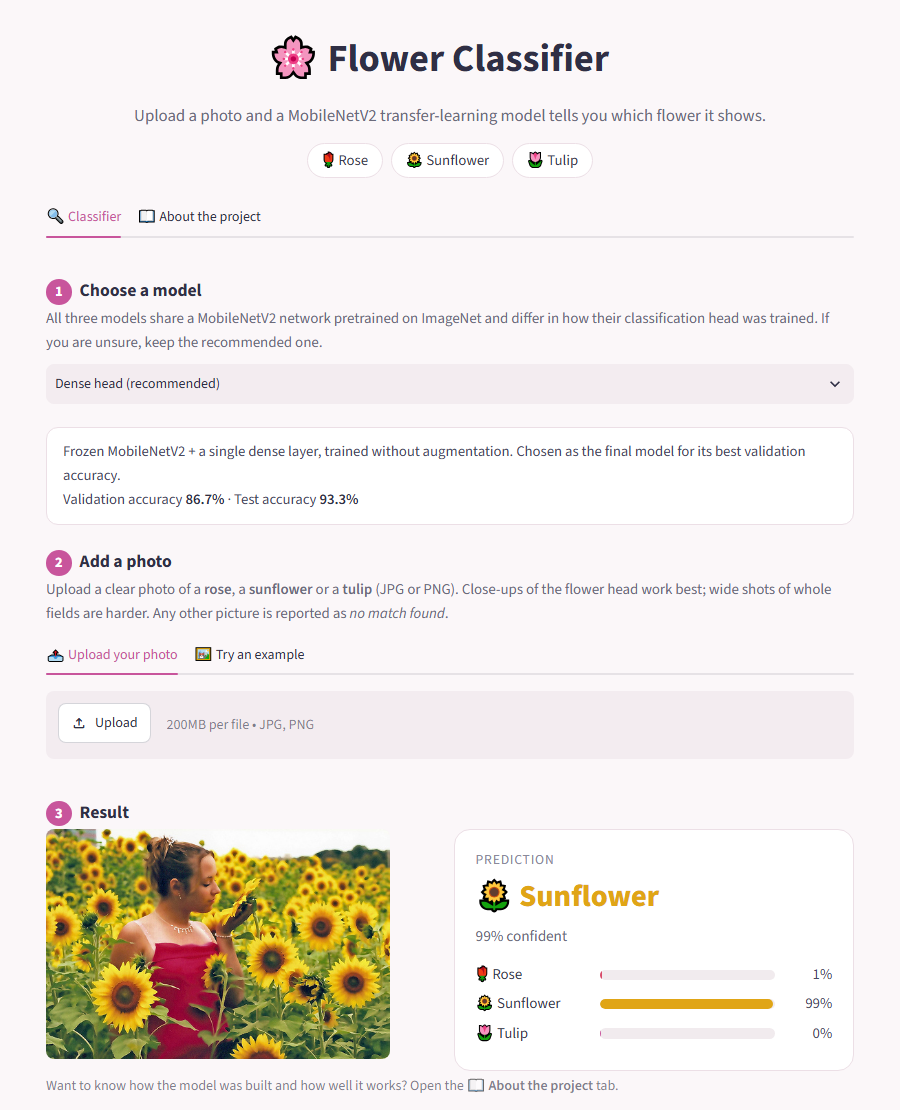 Flower Classifier
Upload a photo and a MobileNetV2 transfer-learning model tells you which flower it shows.
Rose Sunflower Tulip
Classifier About the project
1 Choose a model
All three models share a MobileNetV2 network pretrained on ImageNet and differ in how their classification head was trained. If
you are unsure, keep the recommended one.
Dense head (recommended)
Frozen MobileNetV2 + a single dense layer, trained without augmentation. Chosen as the final model for its best validation
accuracy.
Validation accuracy 86.7% · Test accuracy 93.3%
2 Add a photo
Upload a clear photo of a rose, a sunflower or a tulip (JPG or PNG). Close-ups of the flower head work best; wide shots of whole
fields are harder. Any other picture is reported as no match found.
Upload your photo Try an example
Upload 200MB per file • JPG, PNG
3 Result
PREDICTION
Sunflower
99% confident
Rose 1%
Sunflower 99%
Tulip 0%
Want to know how the model was built and how well it works? Open the About the project tab.